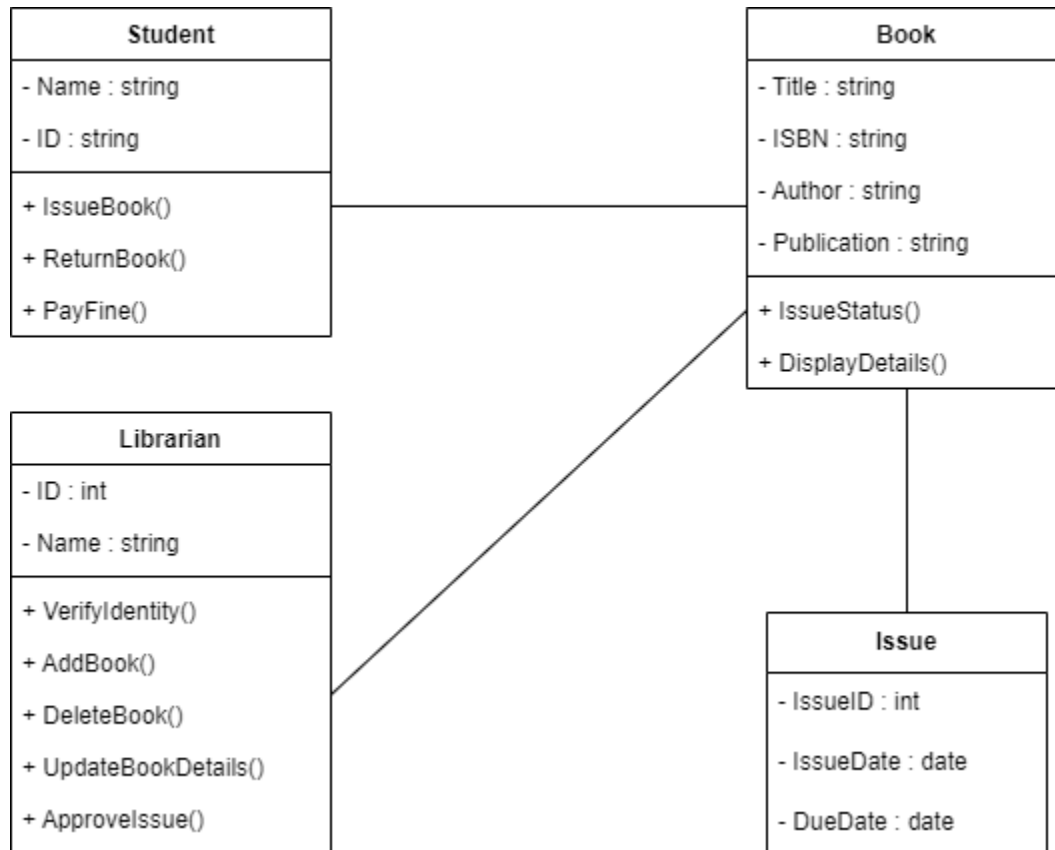 Student
- Name : string
- ID : string
+ IssueBook()
+ ReturnBook()
+ PayFine()
Book
- Title : string
- ISBN : string
- Author : string
- Publication : string
+ IssueStatus()
+ DisplayDetails()
Librarian
- ID : int
- Name : string
+ VerifyIdentity()
+ AddBook()
+ DeleteBook()
+ UpdateBookDetails()
+ ApproveIssue()
Issue
- IssueID : int
- IssueDate : date
- DueDate : date